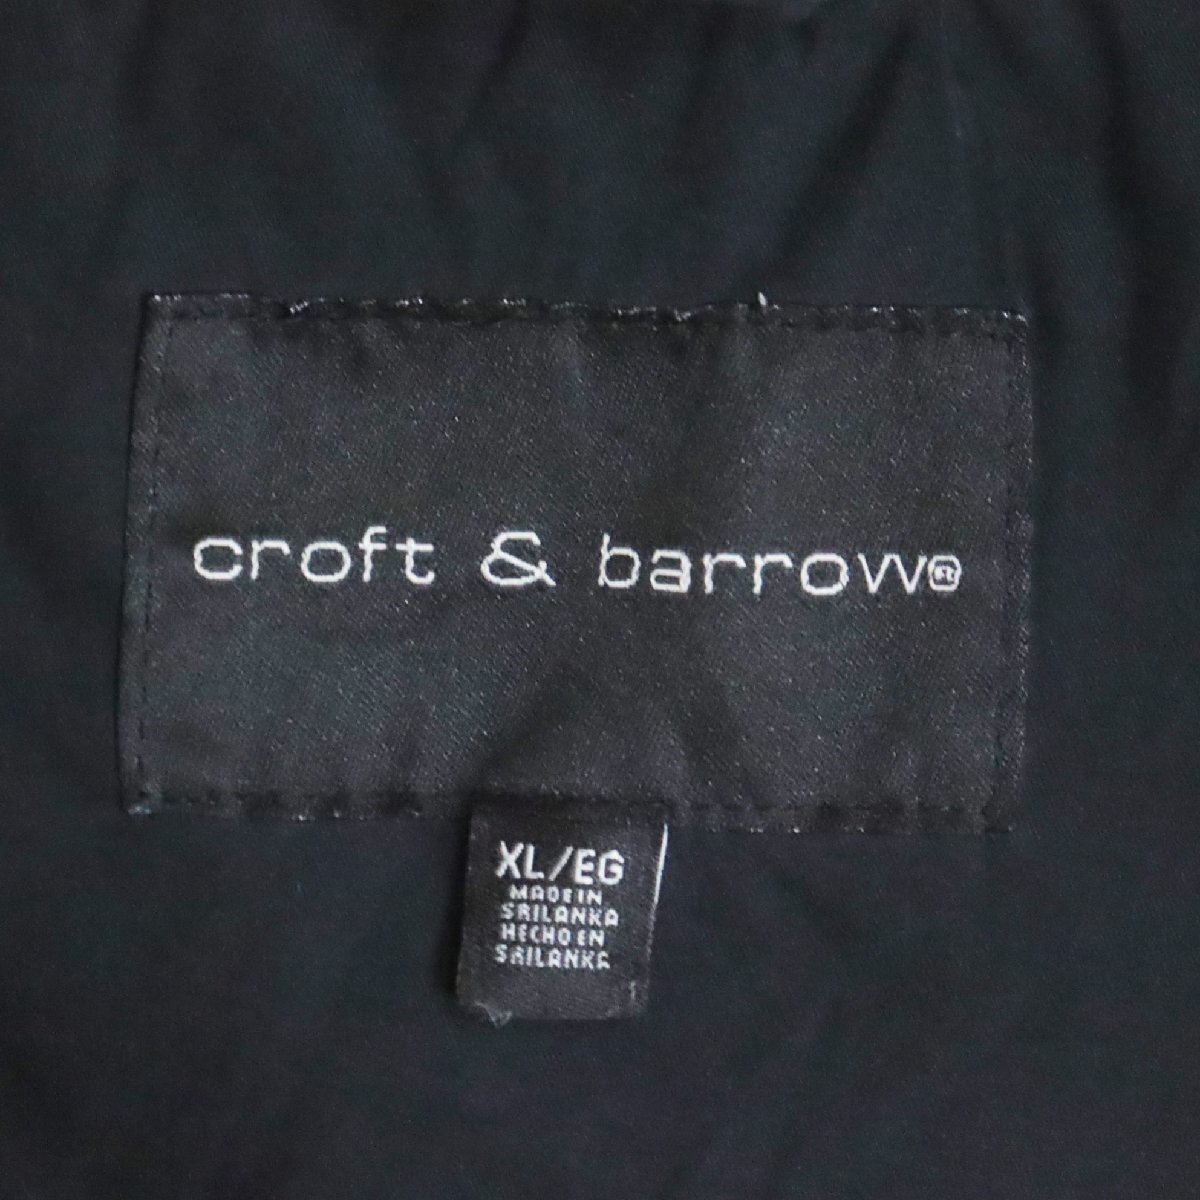 croft & barrow®
XL/EG
MADE IN
SRILANKA
HECHO EN
SRILANKA